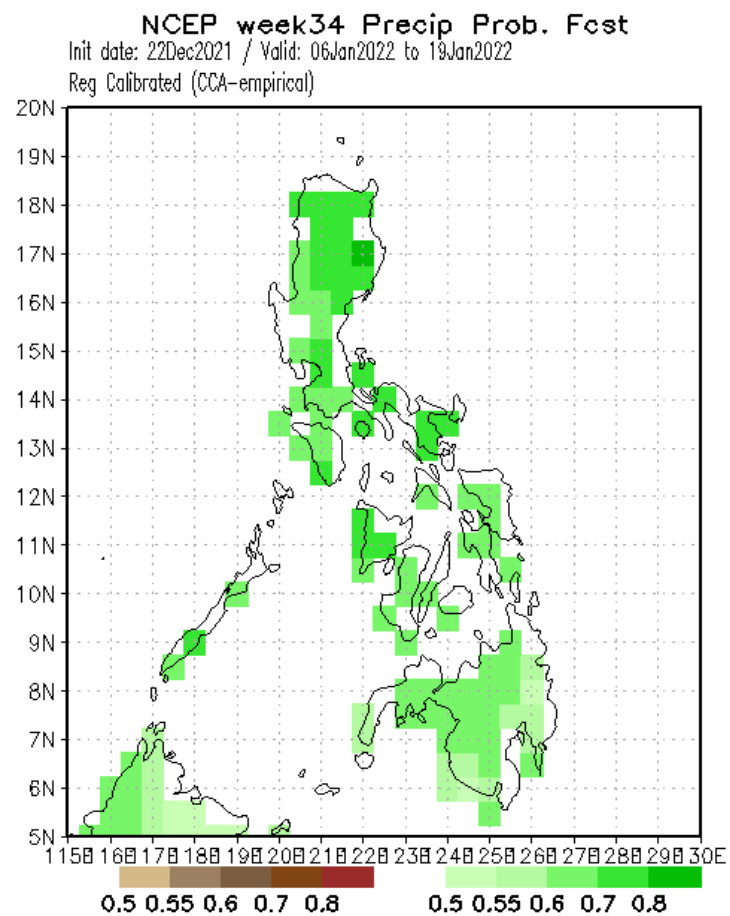 NCEP week34 Precip Prob. Fcst
Init date: 22Dec2021 / Valid: 06Jan2022 to 19Jan2022
Reg Calibrated (CCA-empirical)
20N
19N
18N
17N
16N
15N
14N
13N
12N
11N
10N
9N
8N
7N
6N
5N
115E 116E 117E 118E 119E 120E 121E 122E 123E 124E 125E 126E 127E 128E 129E 130E
0.5 0.55 0.6 0.7 0.8 0.5 0.55 0.6 0.7 0.8